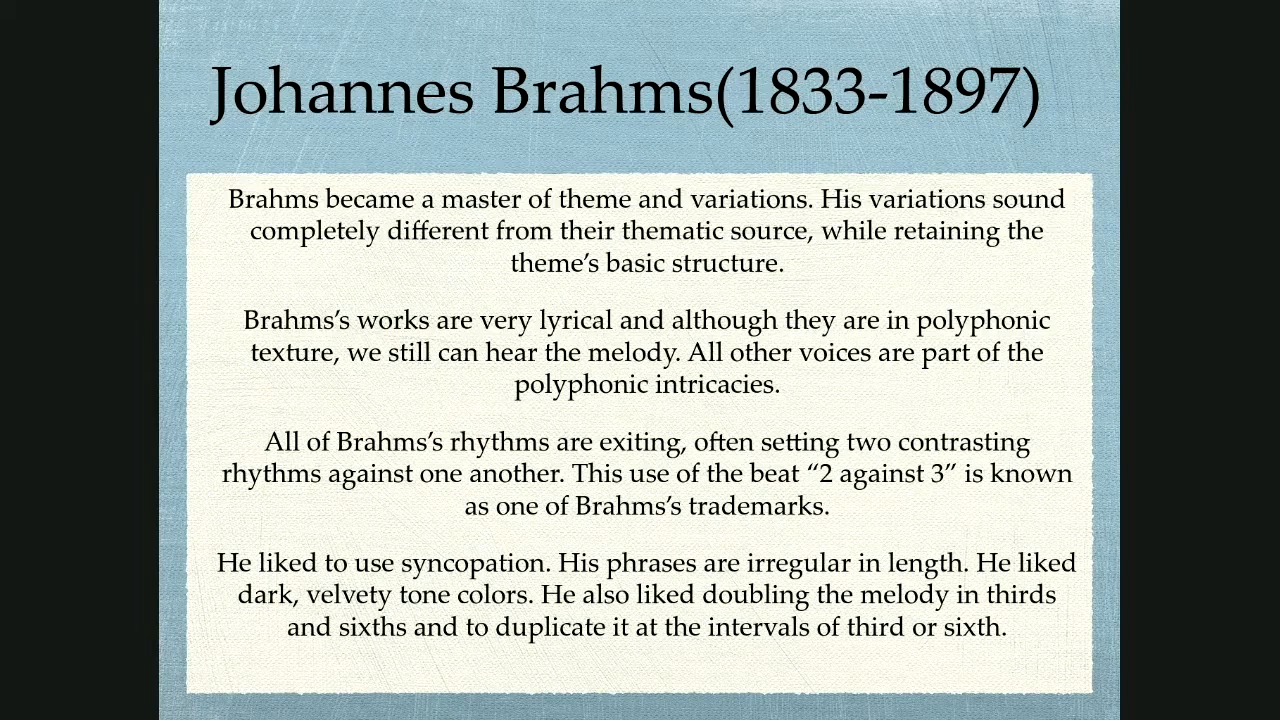 Johannes Brahms(1833-1897)
Brahms became a master of theme and variations. His variations sound
completely different from their thematic source, while retaining the
theme’s basic structure.
Brahms’s works are very lyrical and although they are in polyphonic
texture, we still can hear the melody. All other voices are part of the
polyphonic intricacies.
All of Brahms’s rhythms are exiting, often setting two contrasting
rhythms against one another. This use of the beat “2 against 3” is known
as one of Brahms’s trademarks.
He liked to use syncopation. His phrases are irregular in length. He liked
dark, velvety tone colors. He also liked doubling the melody in thirds
and sixths and to duplicate it at the intervals of third or sixth.